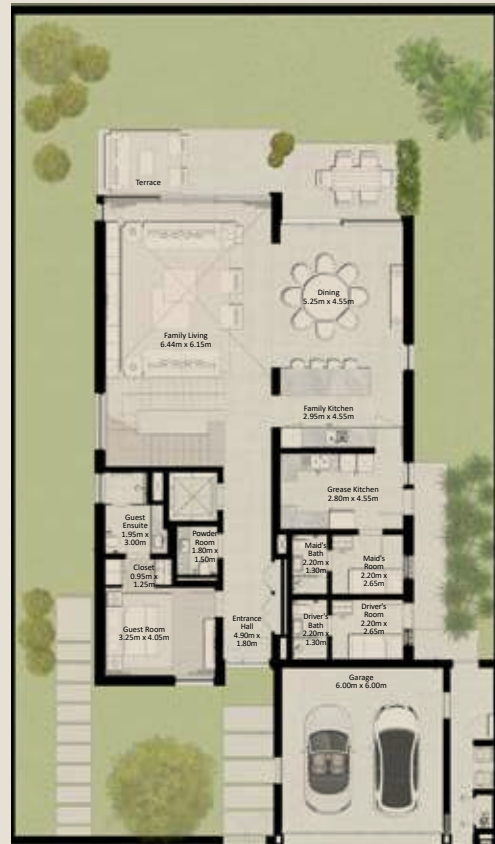 Terrace
Dining
5.25m x 4.55m
Family Living
6.44m x 6.15m
Family Kitchen
2.95m x 4.55m
Grease Kitchen
2.80m x 4.55m
Guest
Ensuite
1.95m x
3.00m
Powder
Room
1.80m x
1.50m
Maid's
Bath
2.20m x
1.30m
Maid's
Room
2.20m x
2.65m
Closet
0.95m x
1.25m
Guest Room
3.25m x 4.05m
Entrance
Hall
4.90m x
1.80m
Driver's
Bath
2.20m x
1.30m
Driver's
Room
2.20m x
2.65m
Garage
6.00m x 6.00m